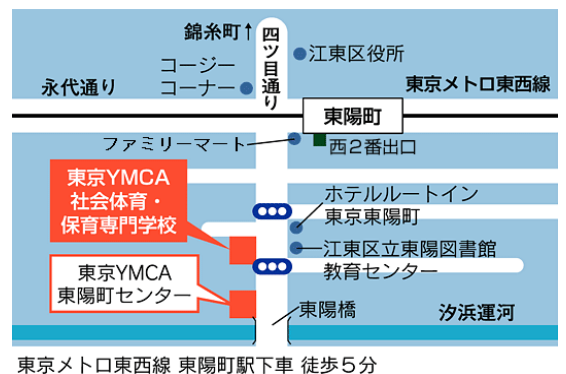 錦糸町↑
四ツ目通り
江東区役所
永代通り
コージー
コーナー
東京メトロ東西線
東陽町
ファミリーマート
西2番出口
東京YMCA
社会体育・
保育専門学校
ホテルルートイン
東京東陽町
江東区立東陽図書館
教育センター
東京YMCA
東陽町センター
東陽橋
汐浜運河
東京メトロ東西線 東陽町駅下車 徒歩5分